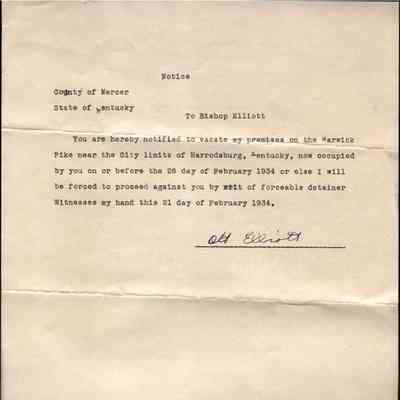 Notice
County of Mercer
State of Kentucky
To Bishop Elliott
You are hereby notified to vacate my premises on the Warwick
Pike near the City limits of Harrodsburg, Kentucky, now occupied
by you on or before the 26 day of February 1934 or else I will
be forced to proceed against you by writ of forceable detainer
Witnesses my hand this 21 day of February 1934.
Elliott